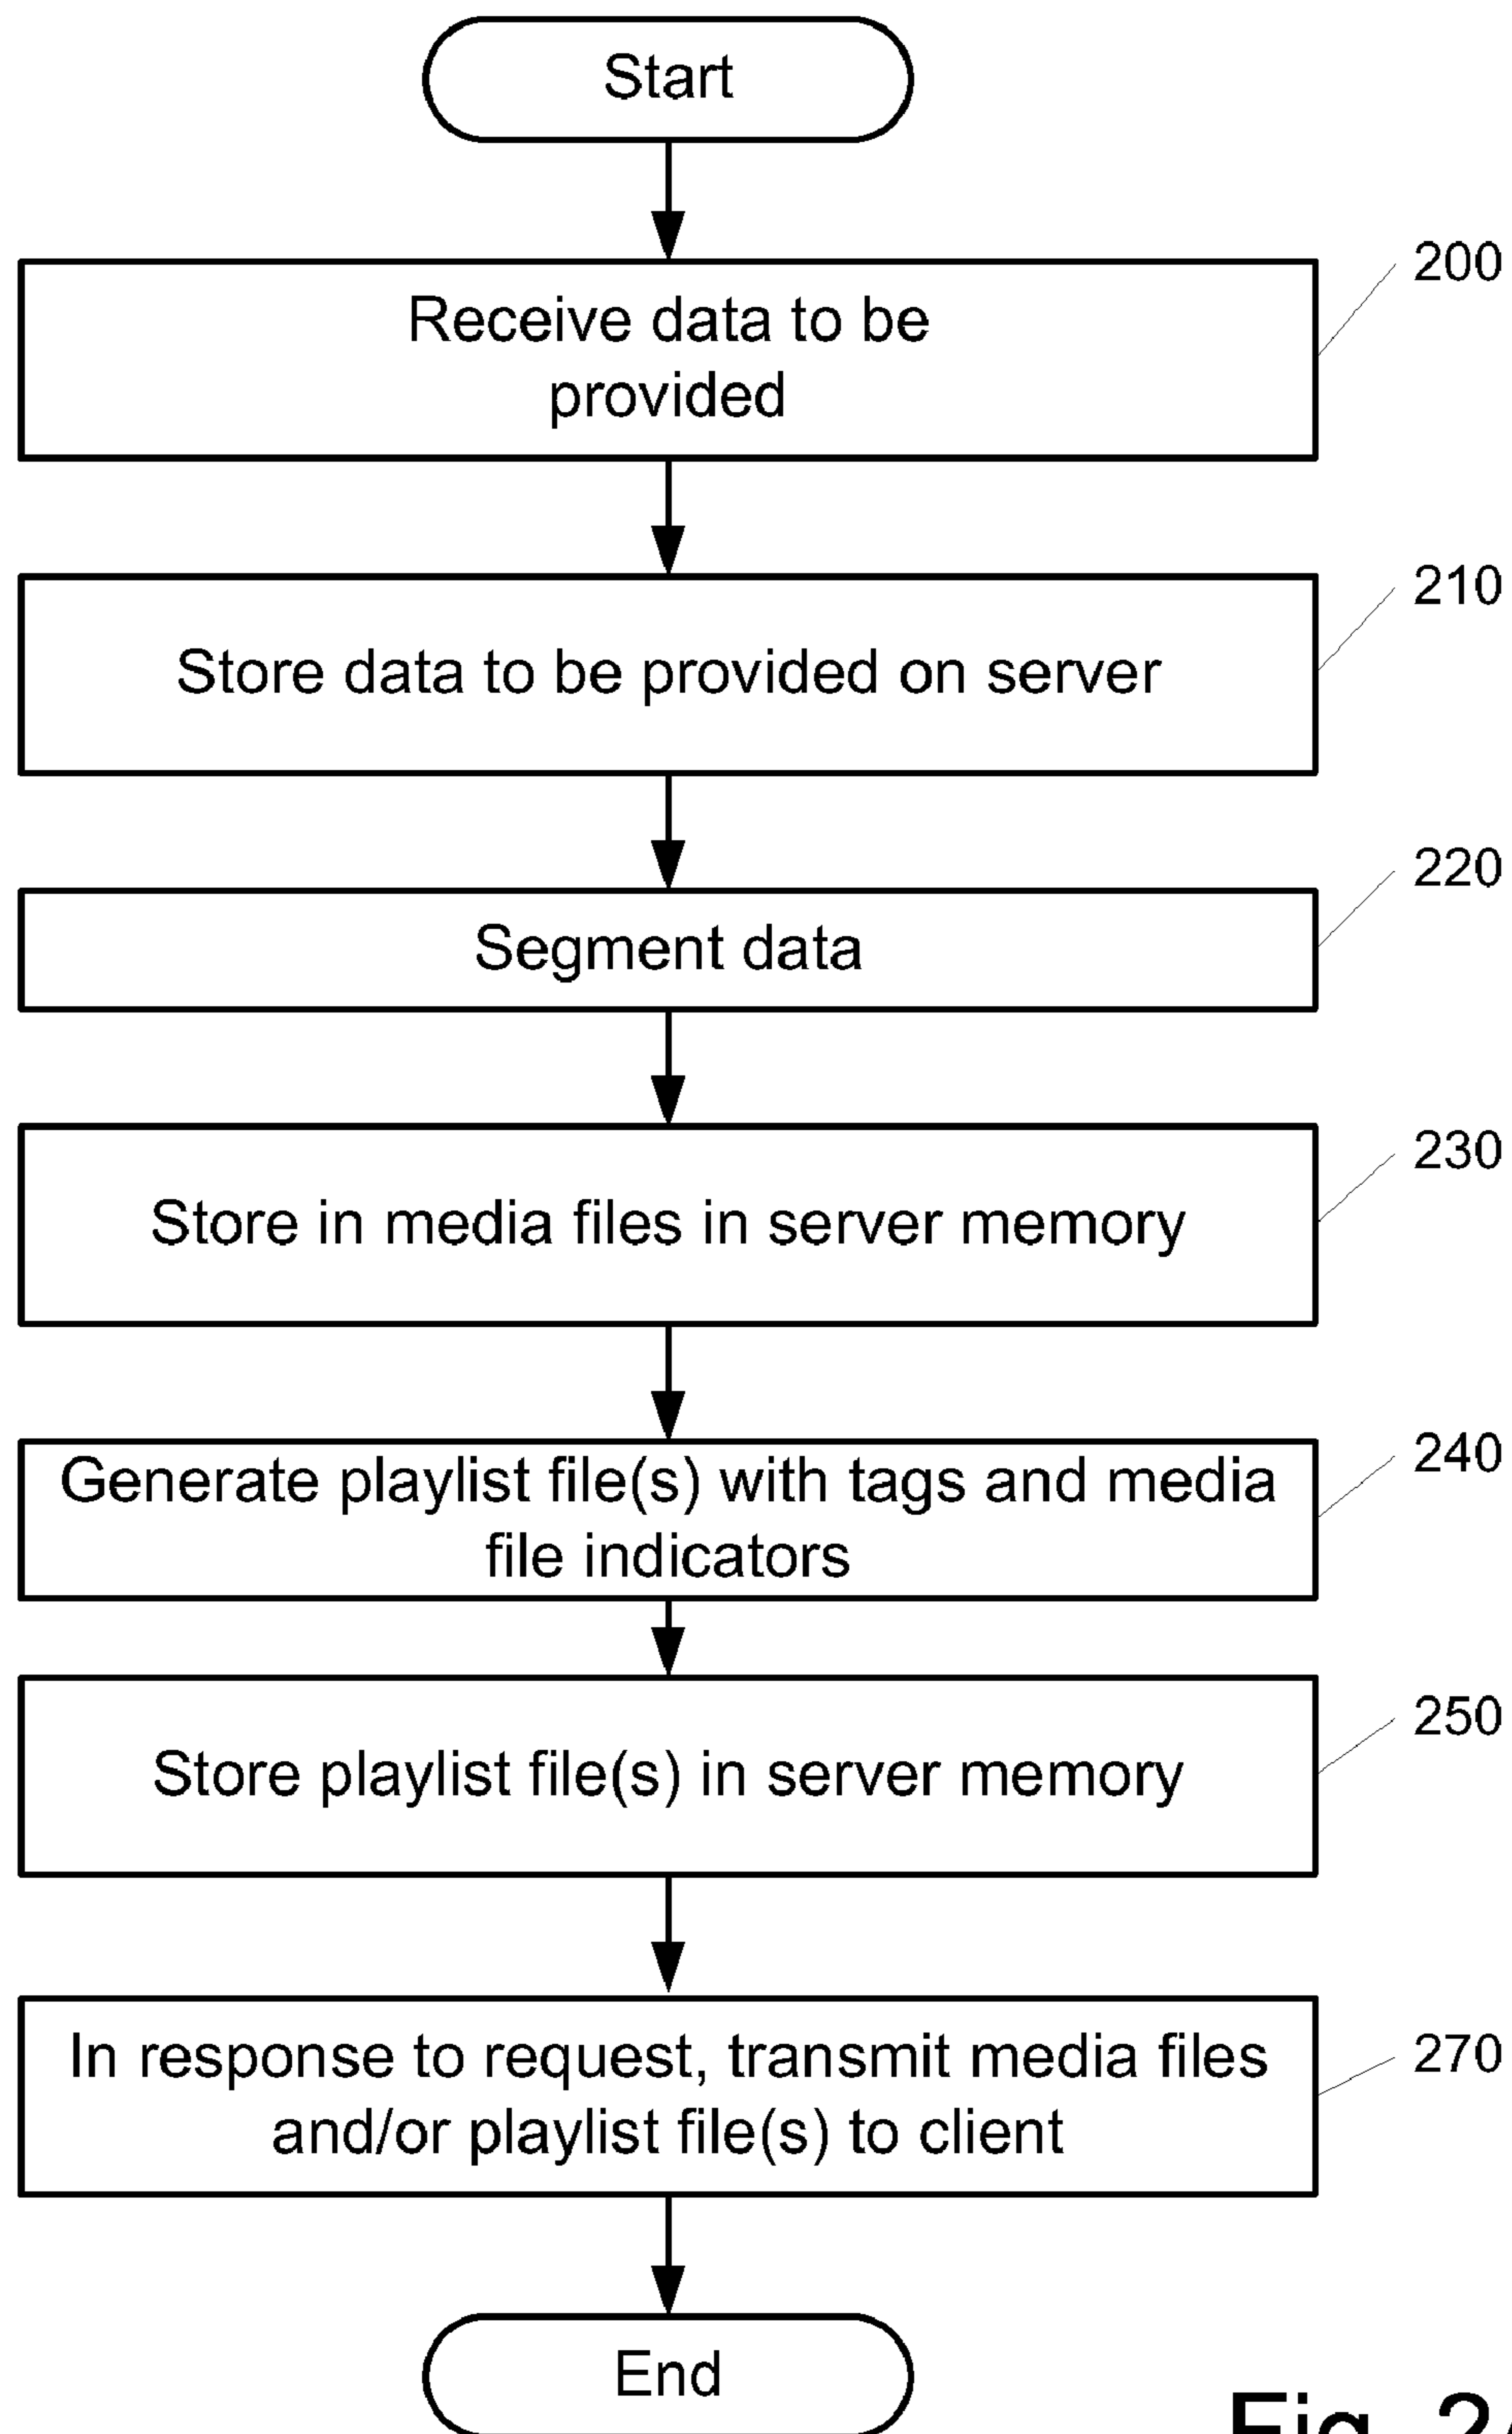 Start
200
Receive data to be
provided
210
Store data to be provided on server
220
Segment data
230
Store in media files in server memory
240
Generate playlist file(s) with tags and media
file indicators
250
Store playlist file(s) in server memory
270
In response to request, transmit media files
and/or playlist file(s) to client
End
Fig. 2